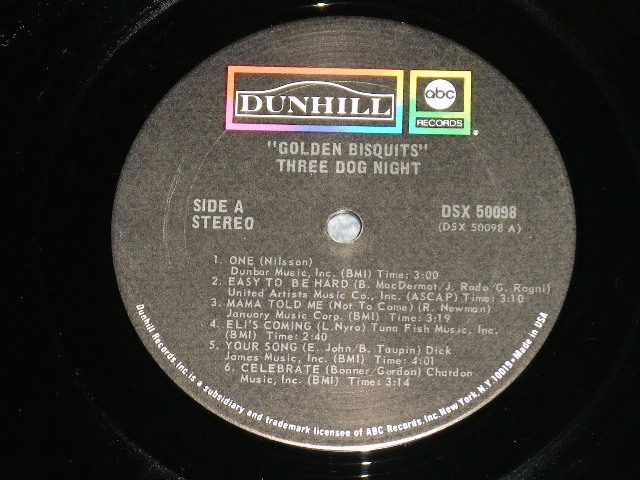 DUNHILL
abc
RECORDS
®
"GOLDEN BISQUITS"
THREE DOG NIGHT
SIDE A
STEREO
DSX 50098
(DSX 50098 A)
1. ONE (Nilsson)
Dunbar Music, Inc. (BMI) Time: 3:00
2. EASY TO BE HARD (B. MacDermot/J. Rado/G. Ragni)
United Artists Music Co., Inc. (ASCAP) Time: 3:10
3. MAMA TOLD ME (Not To Come) (R. Newman)
January Music Corp. (BMI) Time: 3:19
4. ELI'S COMING (L. Nyro) Tuna Fish Music, Inc.
(BMI) Time: 2:40
5. YOUR SONG (E. John/B. Taupin) Dick
James Music, Inc. (BMI) Time: 4:01
6. CELEBRATE (Bonner/Gordon) Chardon
Music, Inc. (BMI) Time: 3:14
Dunhill Records, Inc. is a subsidiary and trademark licensee of ABC Records, Inc. New York, N.Y. 10019 • Made in USA